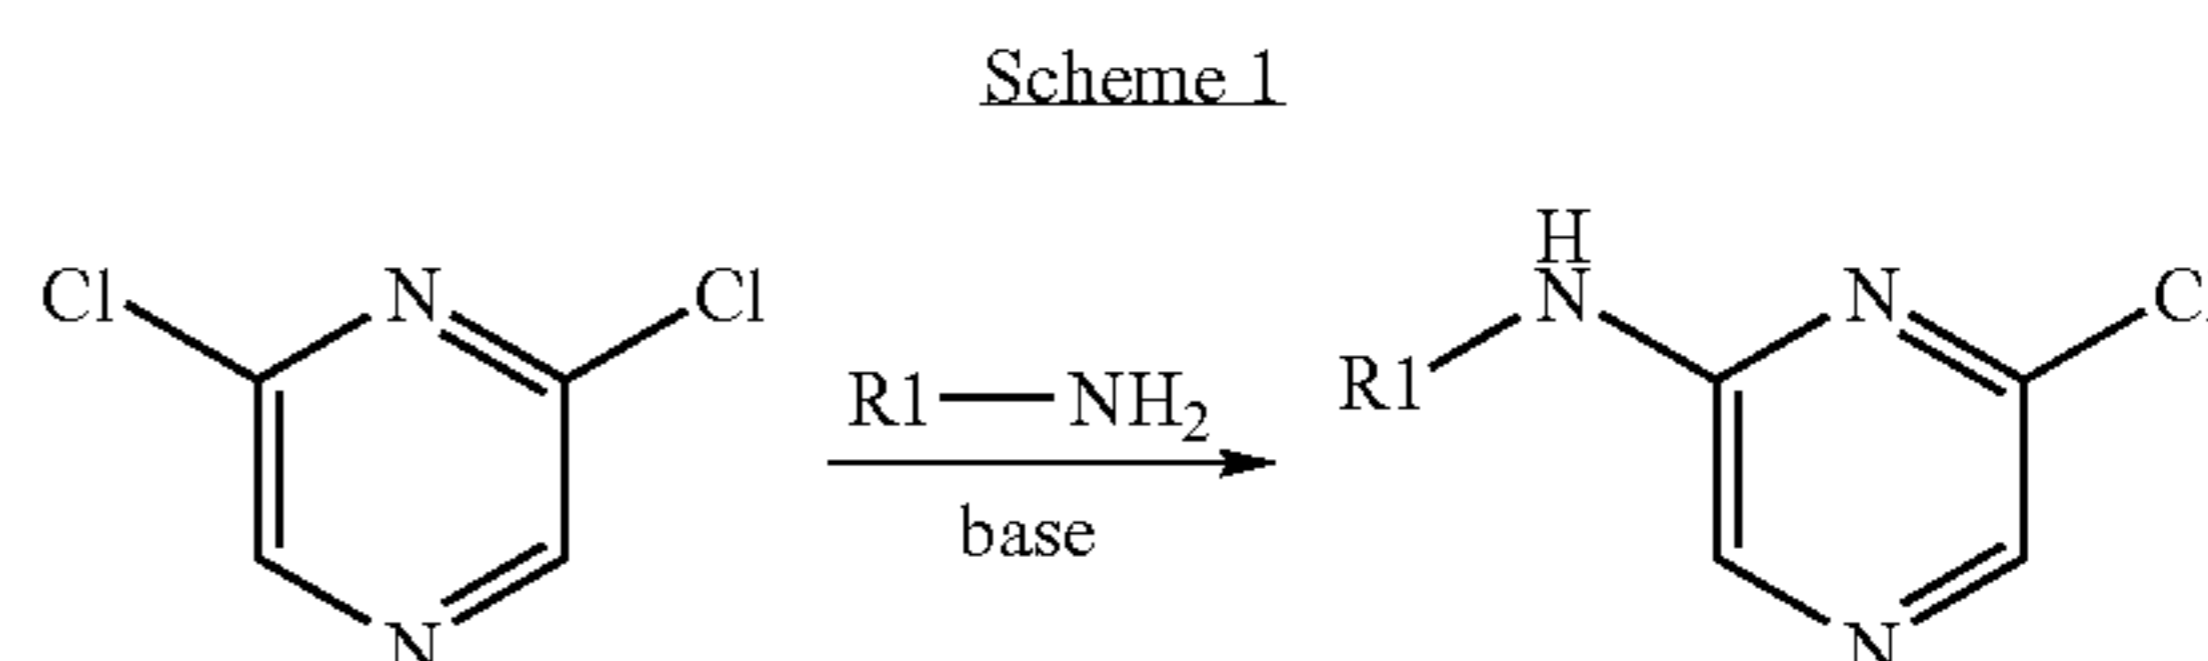 Scheme 1
H
Cl N Cl N N C
R1—NH2 R1
base
N N